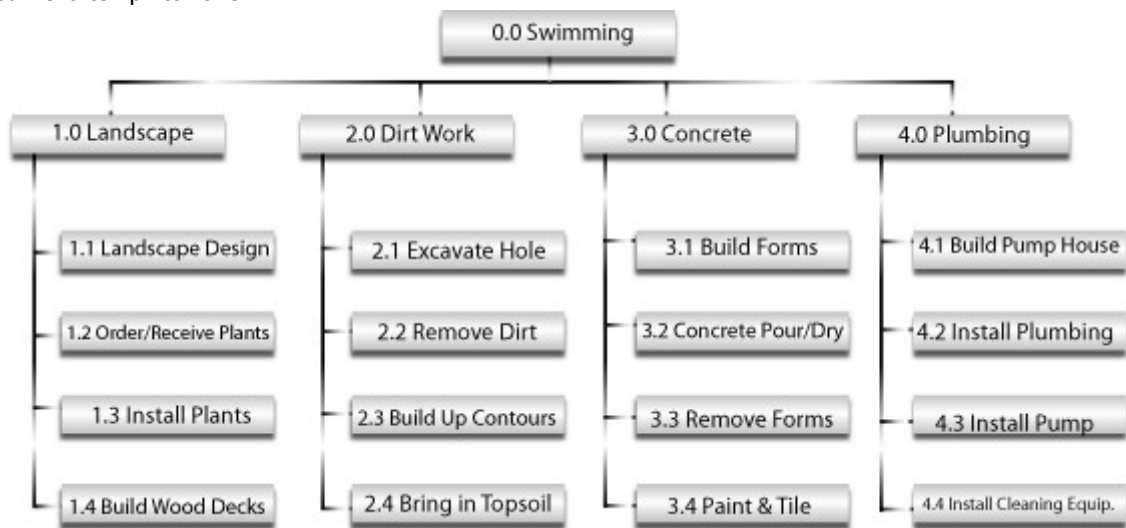 0.0 Swimming
1.0 Landscape
2.0 Dirt Work
3.0 Concrete
4.0 Plumbing
1.1 Landscape Design
2.1 Excavate Hole
3.1 Build Forms
4.1 Build Pump House
1.2 Order/Receive Plants
2.2 Remove Dirt
3.2 Concrete Pour/Dry
4.2 Install Plumbing
1.3 Install Plants
2.3 Build Up Contours
3.3 Remove Forms
4.3 Install Pump
1.4 Build Wood Decks
2.4 Bring in Topsoil
3.4 Paint & Tile
4.4 Install Cleaning Equip.